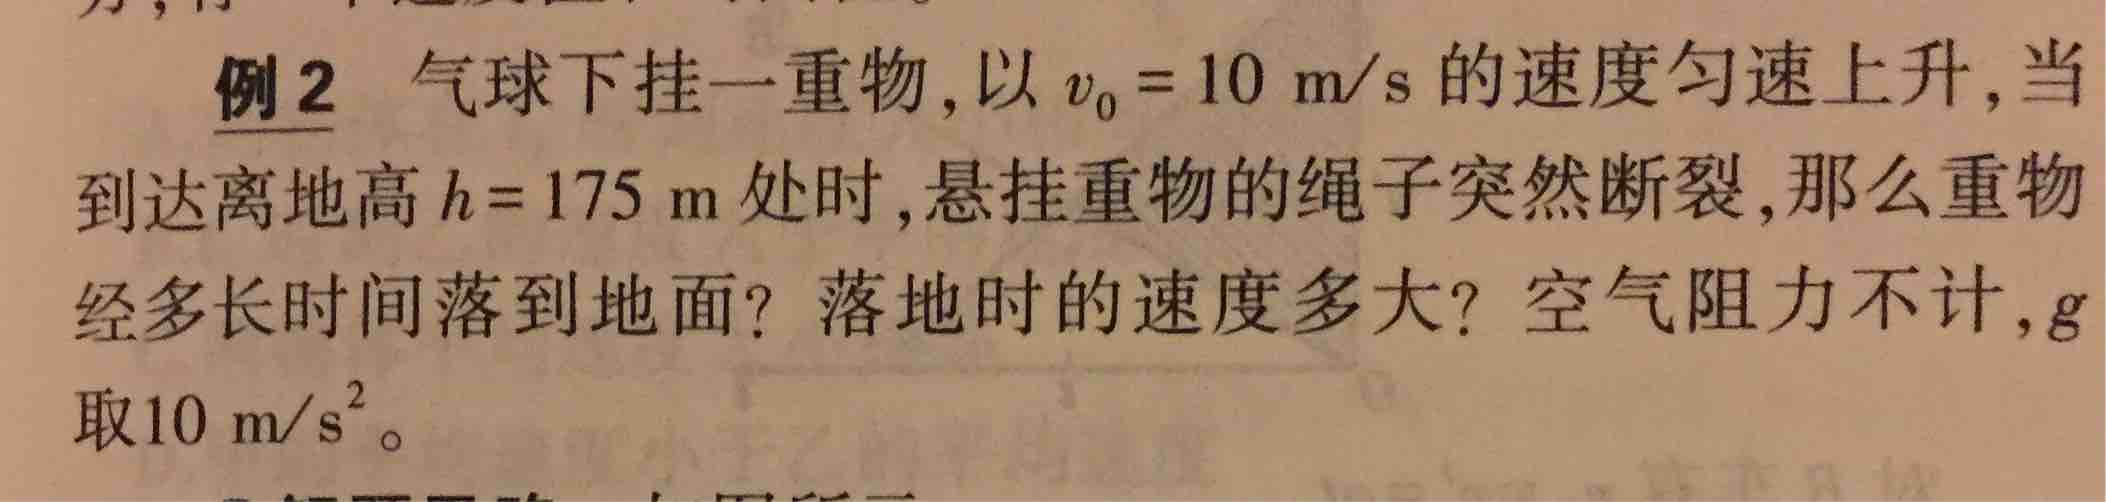 例2 气球下挂一重物,以 v₀ = 10 m/s 的速度匀速上升,当
到达离地高 h = 175 m 处时,悬挂重物的绳子突然断裂,那么重物
经多长时间落到地面? 落地时的速度多大? 空气阻力不计,g
取10 m/s²。